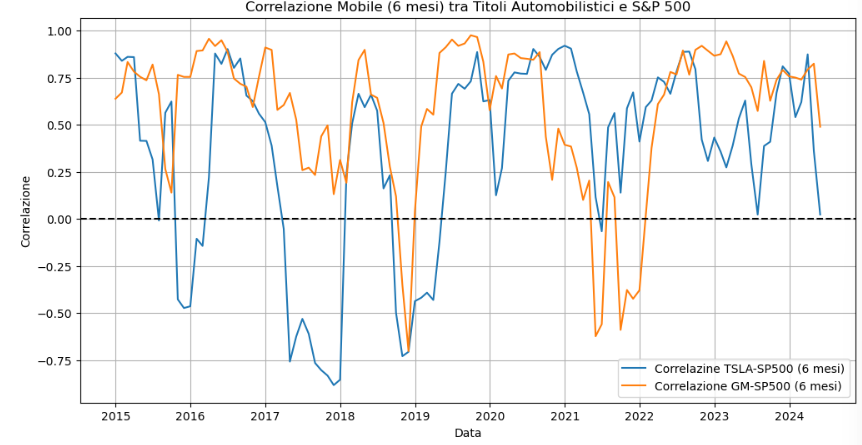 Correlazione Mobile (6 mesi) tra Titoli Automobilistici e S&P 500
Correlazione
1.00
0.75
0.50
0.25
0.00
−0.25
−0.50
−0.75
Correlazine TSLA-SP500 (6 mesi)
Correlazione GM-SP500 (6 mesi)
2015 2016 2017 2018 2019 2020 2021 2022 2023 2024
Data